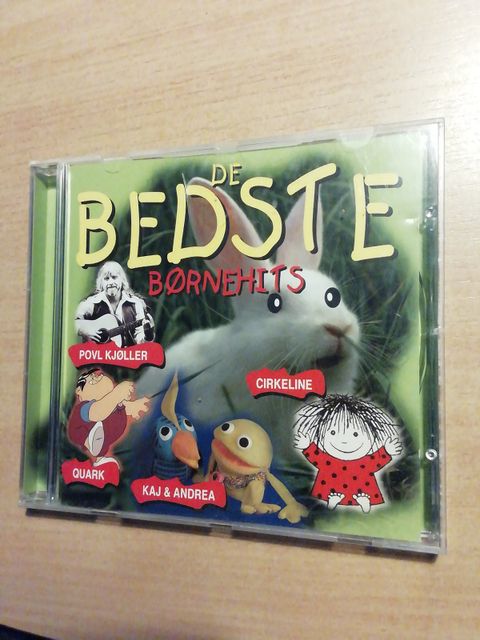 DE
BEDSTE
BØRNEHITS
POVL KJØLLER
CIRKELINE
QUARK
KAJ & ANDREA